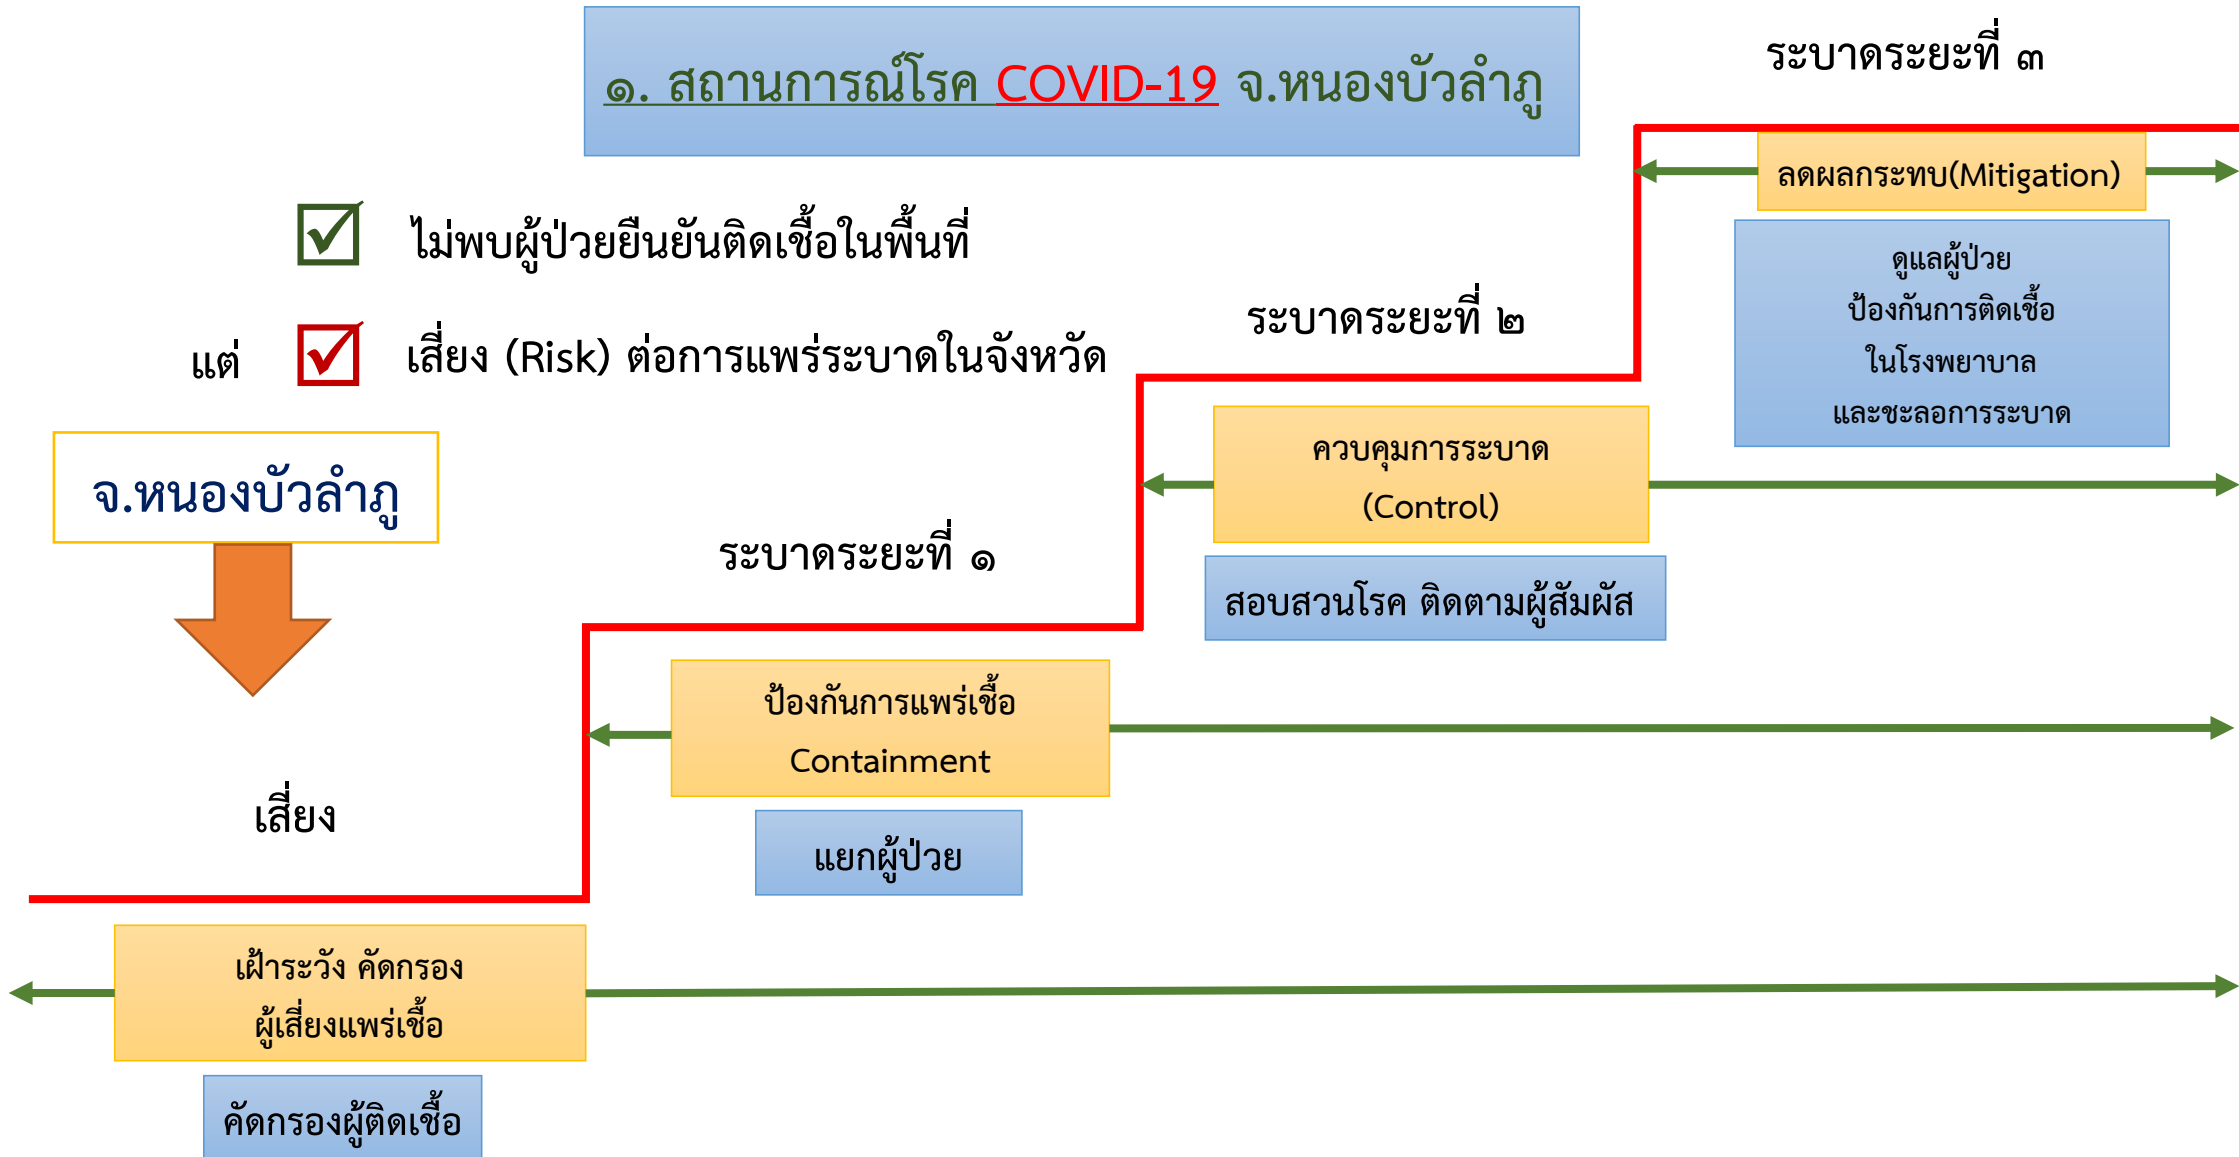 ๑. สถานการณ์โรค COVID-19 จ.หนองบัวลำภู
ระบาดระยะที่ ๓
ลดผลกระทบ(Mitigation)
ดูแลผู้ป่วย
ป้องกันการติดเชื้อ
ในโรงพยาบาล
และชะลอการระบาด
ไม่พบผู้ป่วยยืนยันติดเชื้อในพื้นที่
แต่ เสี่ยง (Risk) ต่อการแพร่ระบาดในจังหวัด
ระบาดระยะที่ ๒
ควบคุมการระบาด
(Control)
สอบสวนโรค ติดตามผู้สัมผัส
จ.หนองบัวลำภู
ระบาดระยะที่ ๑
ป้องกันการแพร่เชื้อ
Containment
แยกผู้ป่วย
เสี่ยง
เฝ้าระวัง คัดกรอง
ผู้เสี่ยงแพร่เชื้อ
คัดกรองผู้ติดเชื้อ